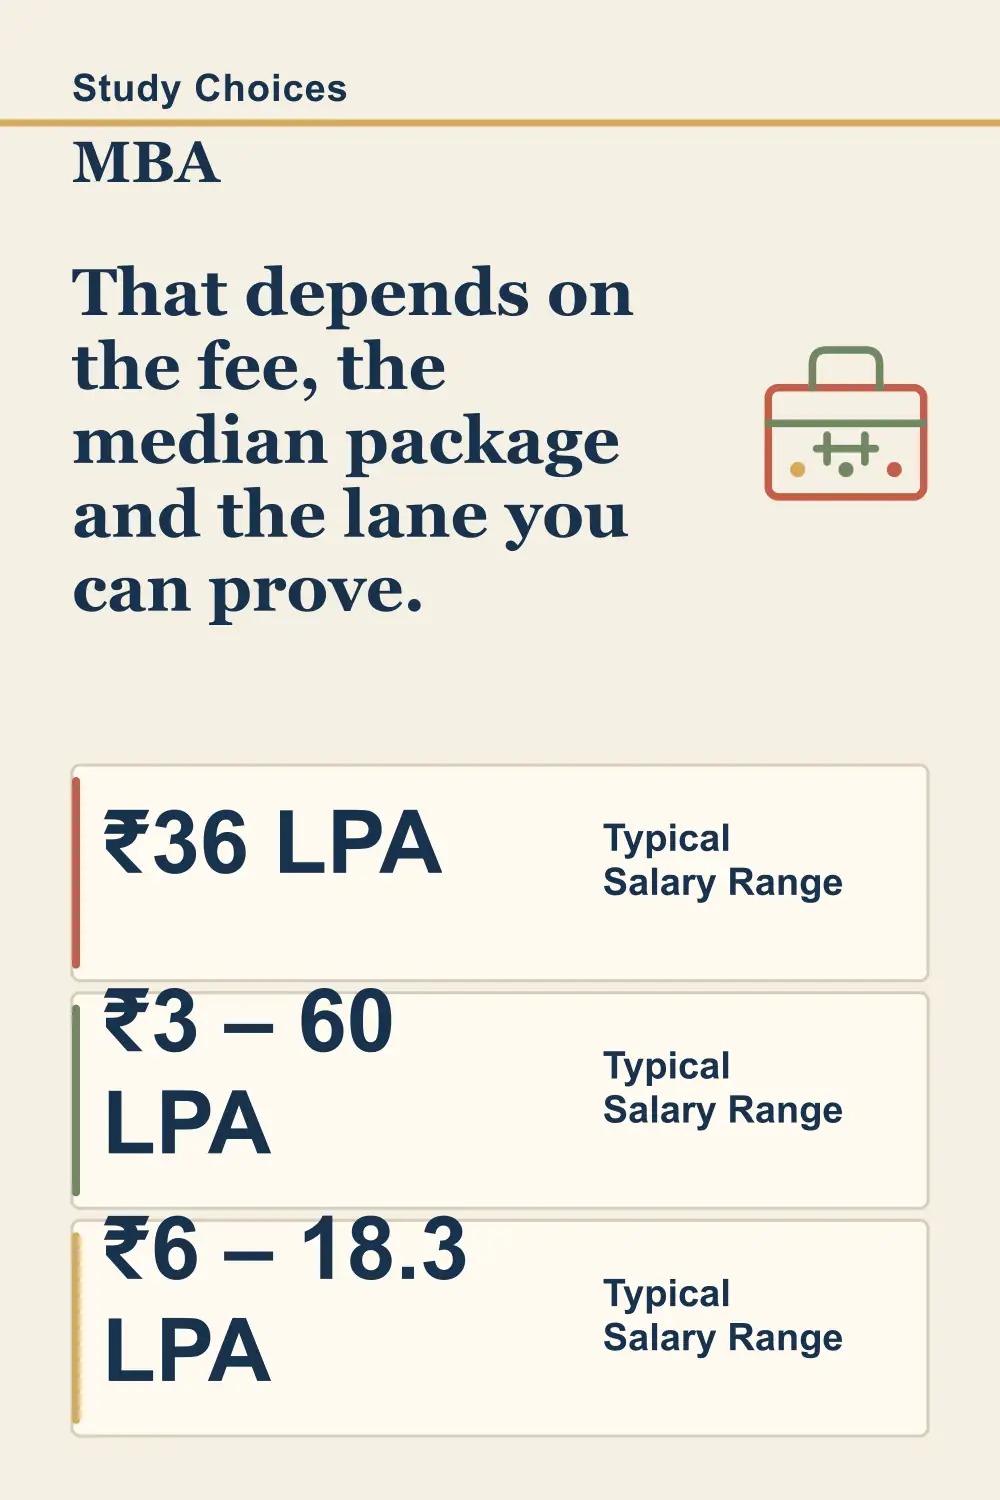 Study Choices
MBA
That depends on
the fee, the
median package
and the lane you
can prove.
₹36 LPA
Typical
Salary Range
₹3 – 60
LPA
Typical
Salary Range
₹6 – 18.3
LPA
Typical
Salary Range